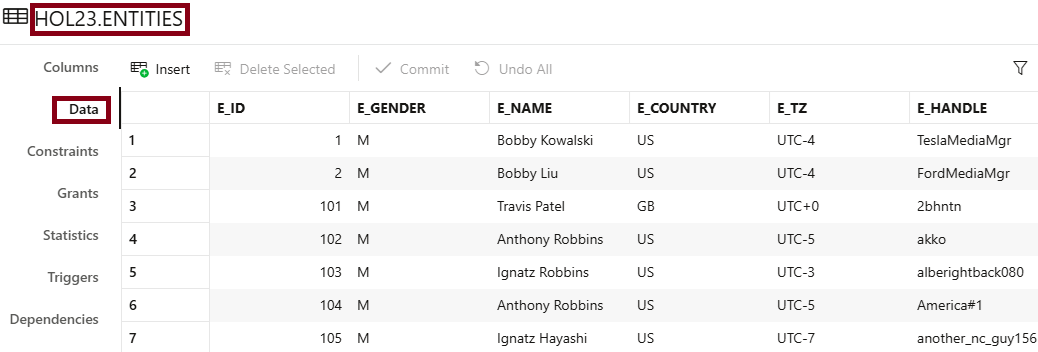 HOL23.ENTITIES
Columns
Data
Constraints
Grants
Statistics
Triggers
Dependencies
Insert Delete Selected Commit Undo All
E_ID E_GENDER E_NAME E_COUNTRY E_TZ E_HANDLE
1 1 M Bobby Kowalski US UTC-4 TeslaMediaMgr
2 2 M Bobby Liu US UTC-4 FordMediaMgr
3 101 M Travis Patel GB UTC+0 2bhntn
4 102 M Anthony Robbins US UTC-5 akko
5 103 M Ignatz Robbins US UTC-3 alberightback080
6 104 M Anthony Robbins US UTC-5 America#1
7 105 M Ignatz Hayashi US UTC-7 another_nc_guy156